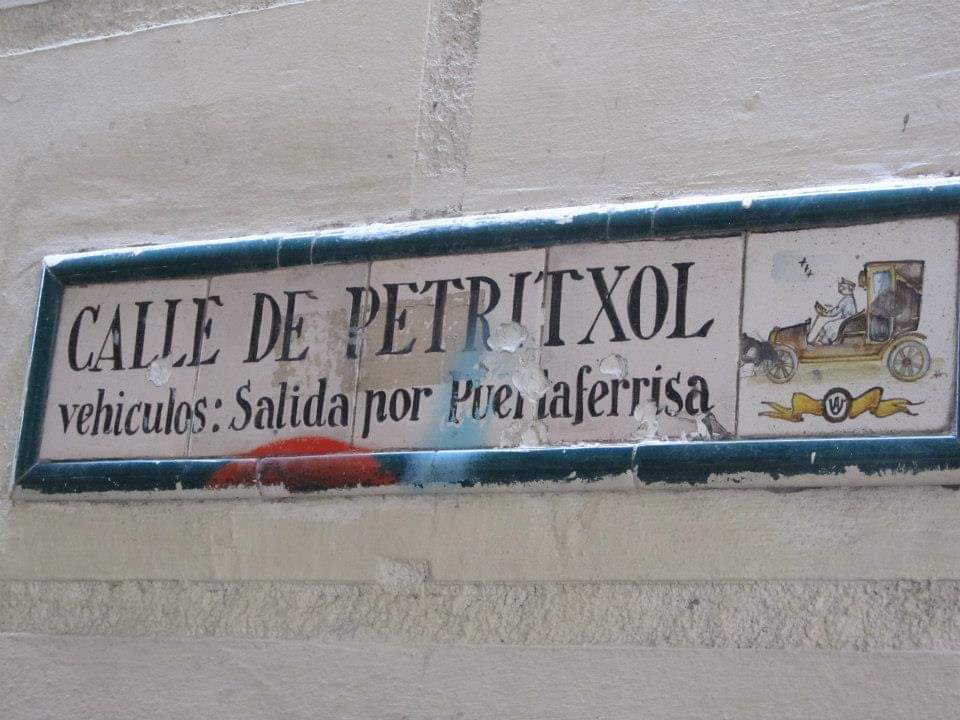 CALLE DE PETRITXOL
vehiculos: Salida por Puertaferrisa